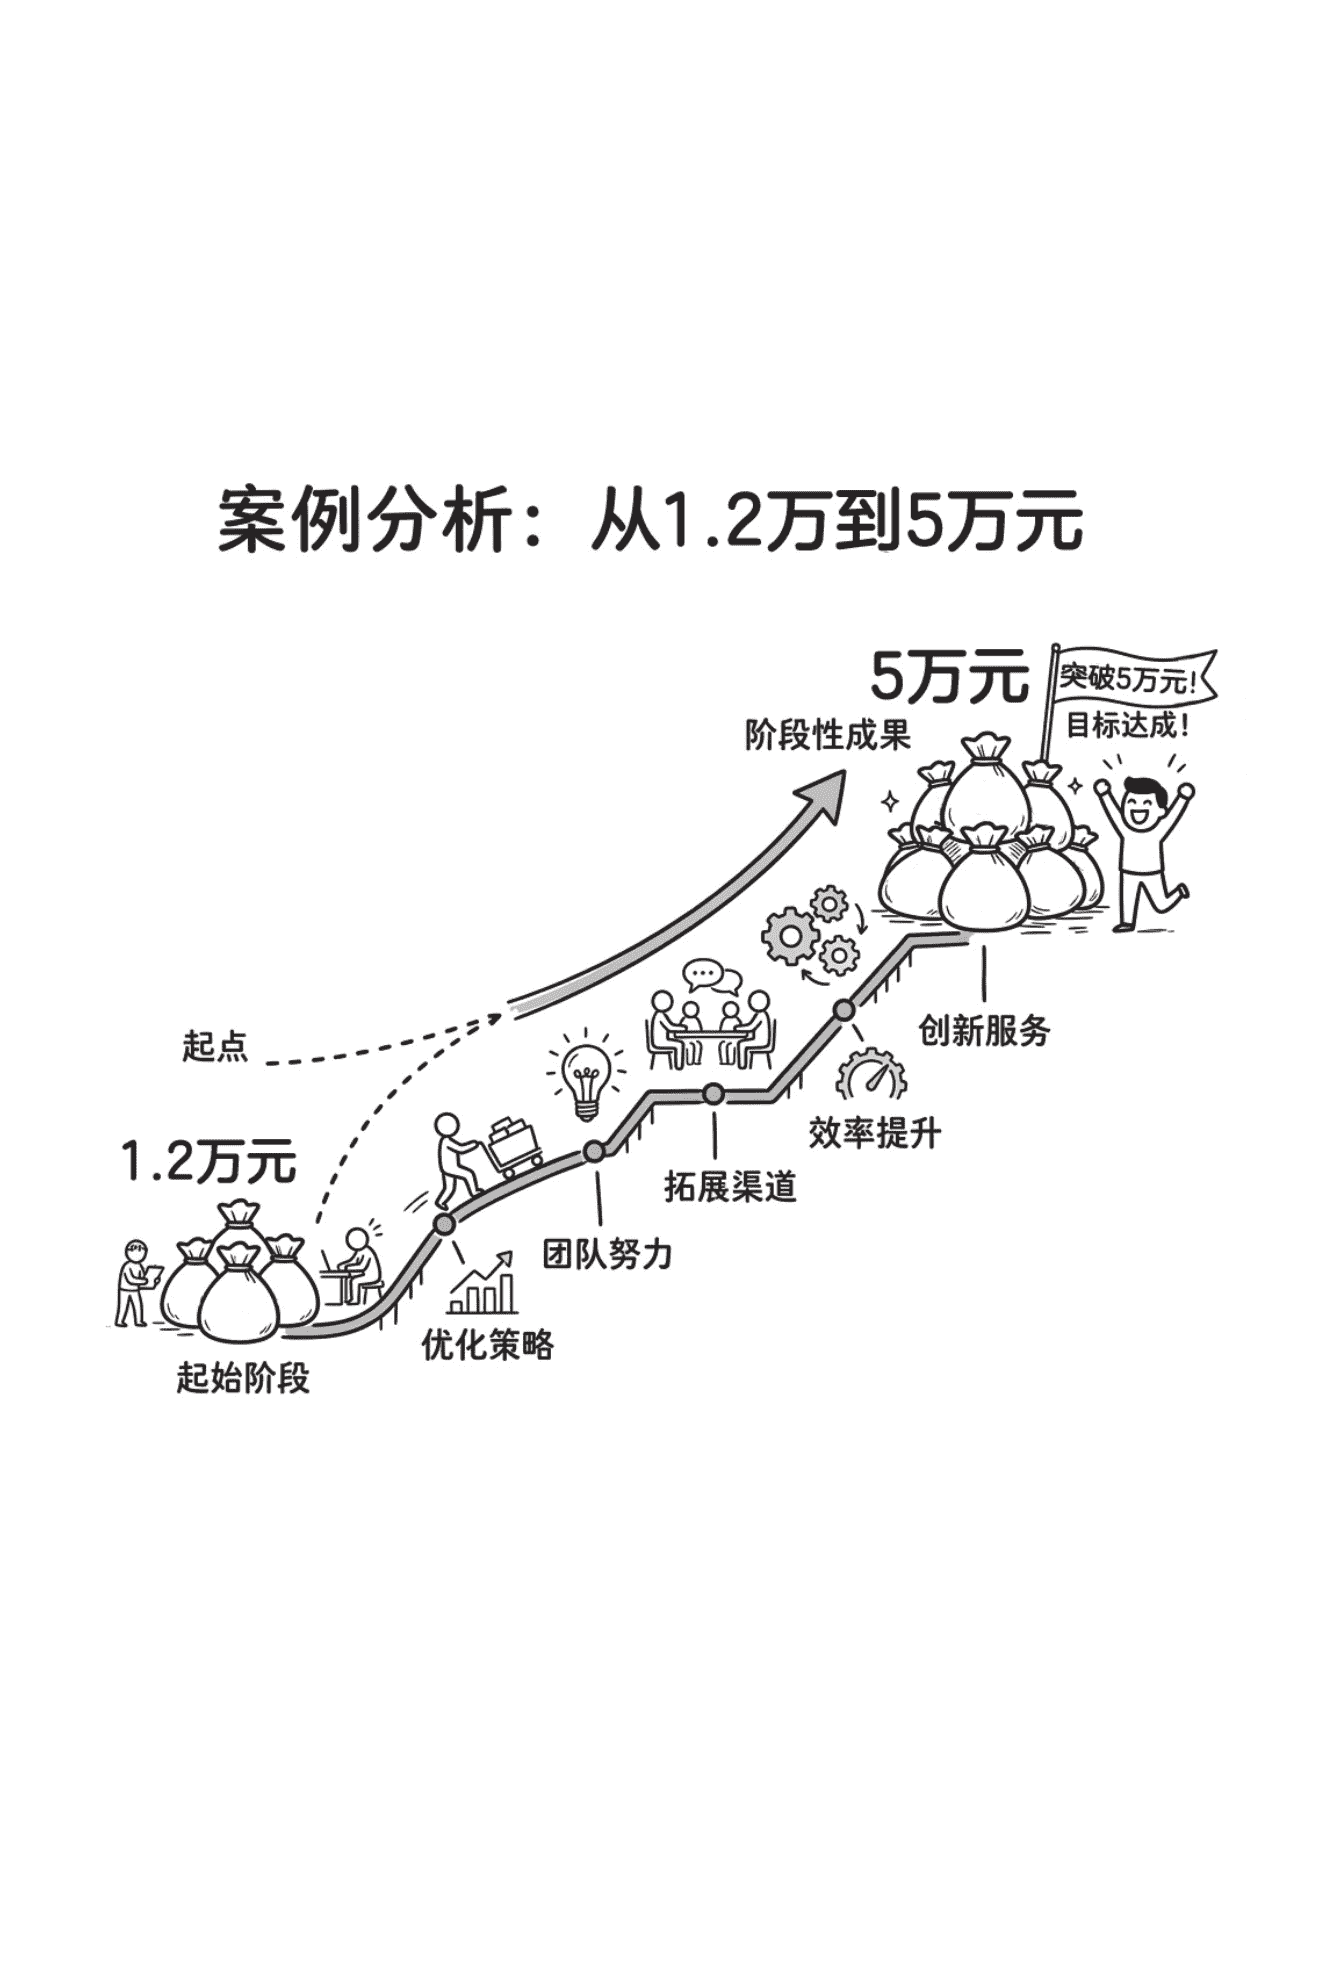 案例分析：从1.2万到5万元
5万元
突破5万元!
目标达成!
阶段性成果
起点
创新服务
效率提升
1.2万元
拓展渠道
团队努力
优化策略
起始阶段